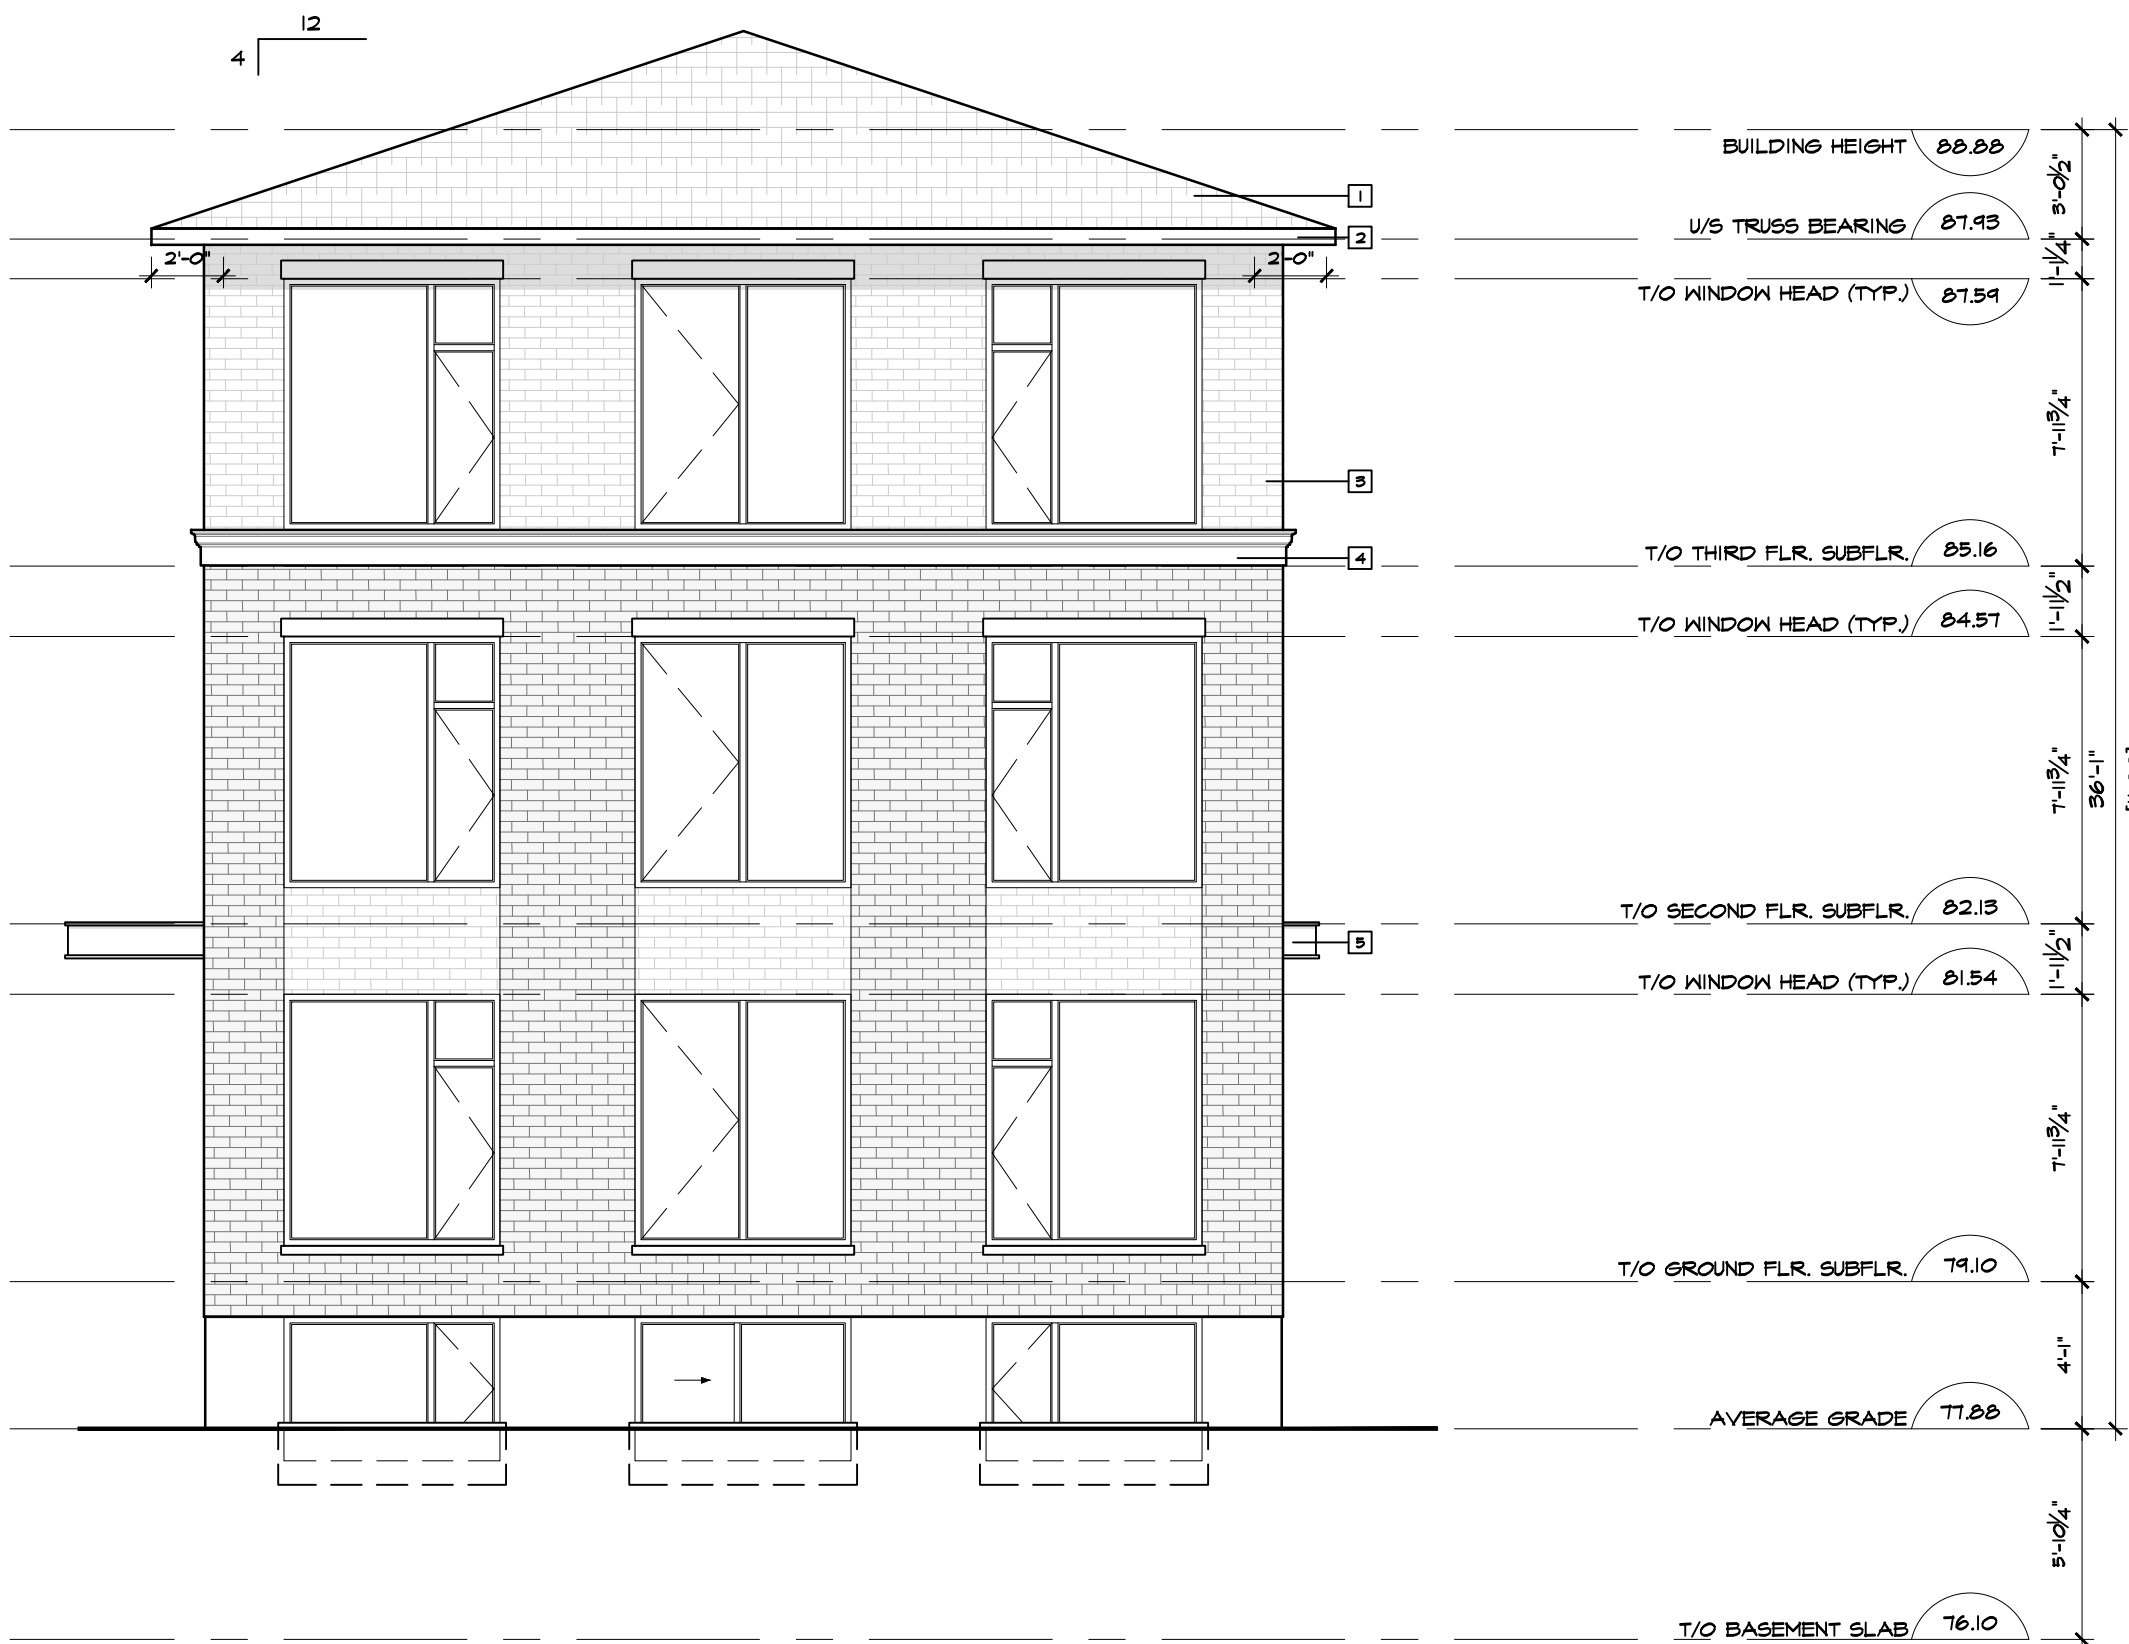 12
4
BUILDING HEIGHT 88.88
3'-0½"
1
U/S TRUSS BEARING 87.93
2
2'-0"
2'-0"
1'-1¼"
T/O WINDOW HEAD (TYP.) 87.59
7'-11¾"
3
T/O THIRD FLR. SUBFLR. 85.16
4
1'-11½"
T/O WINDOW HEAD (TYP.) 84.57
7'-11¾"
36'-1"
T/O SECOND FLR. SUBFLR. 82.13
5
1'-11½"
T/O WINDOW HEAD (TYP.) 81.54
7'-11¾"
T/O GROUND FLR. SUBFLR. 79.10
4'-1"
AVERAGE GRADE 77.88
5'-10¼"
T/O BASEMENT SLAB 76.10